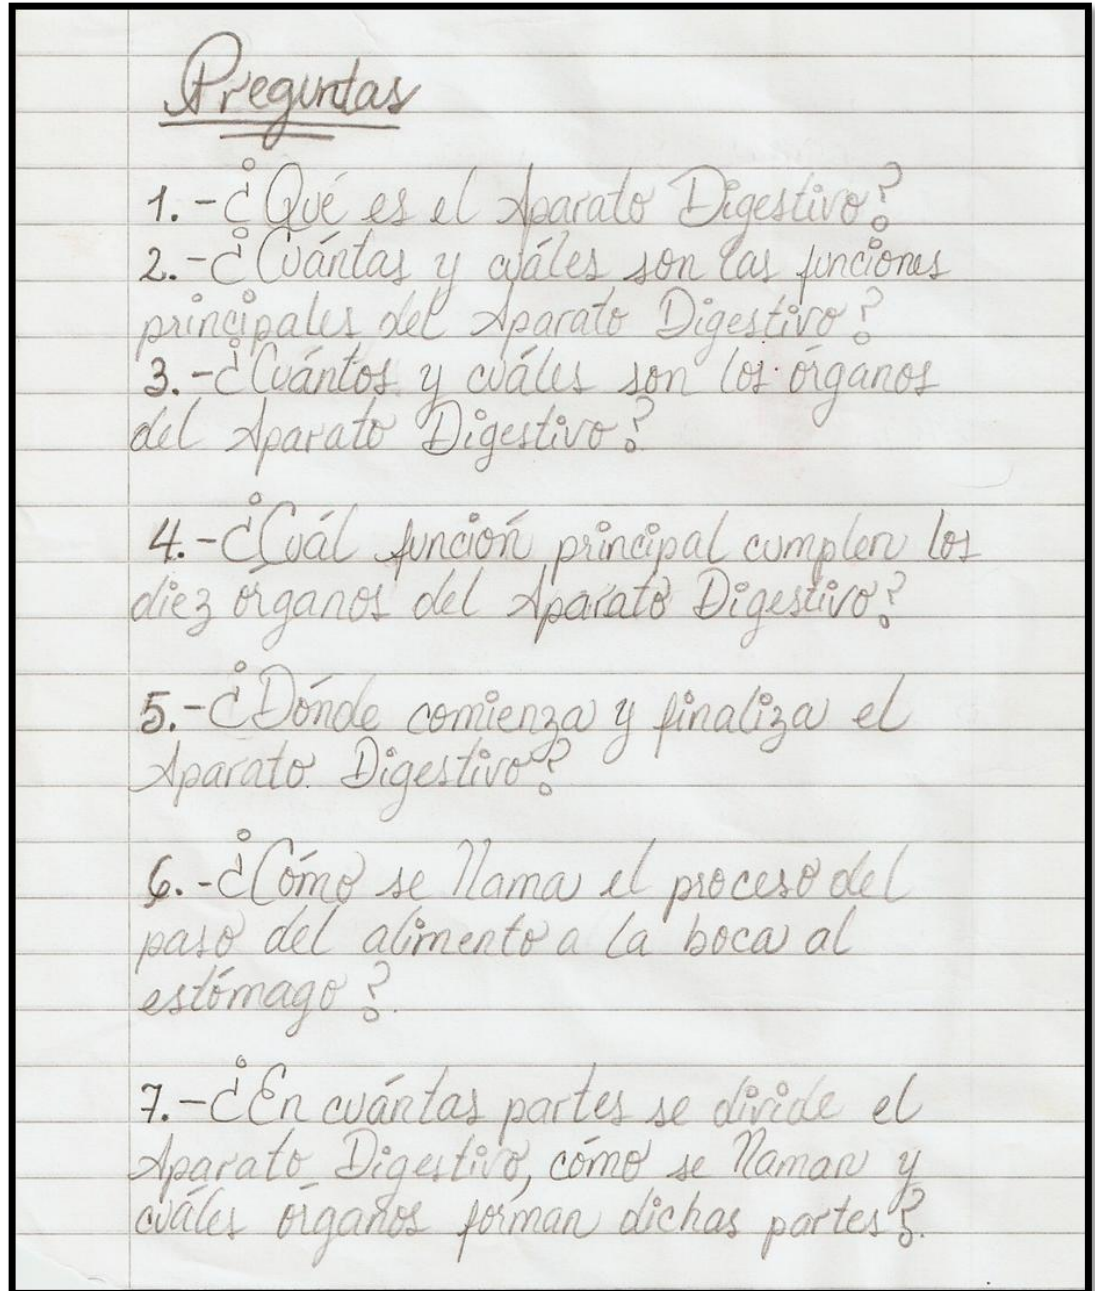 Preguntas
1.-¿Qué es el Aparato Digestivo?
2.-¿Cuántas y cuáles son las funciones
principales del Aparato Digestivo?
3.-¿Cuántos y cuáles son los órganos
del Aparato Digestivo?
4.-¿Cuál función principal cumplen los
diez órganos del Aparato Digestivo?
5.-¿Dónde comienza y finaliza el
Aparato Digestivo?
6.-¿Cómo se llama el proceso del
paso del alimento a la boca al
estómago?
7.-¿En cuántas partes se divide el
Aparato Digestivo, cómo se llaman y
cuáles órganos forman dichas partes?.